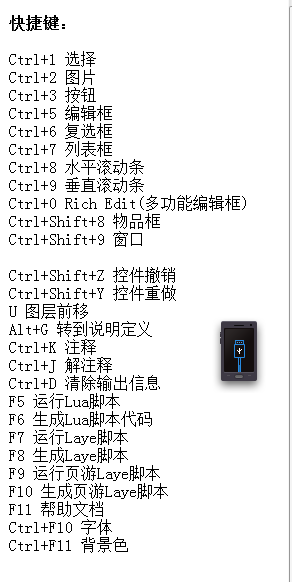 快捷键：
Ctrl+1 选择
Ctrl+2 图片
Ctrl+3 按钮
Ctrl+5 编辑框
Ctrl+6 复选框
Ctrl+7 列表框
Ctrl+8 水平滚动条
Ctrl+9 垂直滚动条
Ctrl+0 Rich Edit(多功能编辑框)
Ctrl+Shift+8 物品框
Ctrl+Shift+9 窗口
Ctrl+Shift+Z 控件撤销
Ctrl+Shift+Y 控件重做
U 图层前移
Alt+G 转到说明定义
Ctrl+K 注释
Ctrl+J 解注释
Ctrl+D 清除输出信息
F5 运行Lua脚本
F6 生成Lua脚本代码
F7 运行Laye脚本
F8 生成Laye脚本
F9 运行页游Laye脚本
F10 生成页游Laye脚本
F11 帮助文档
Ctrl+F10 字体
Ctrl+F11 背景色